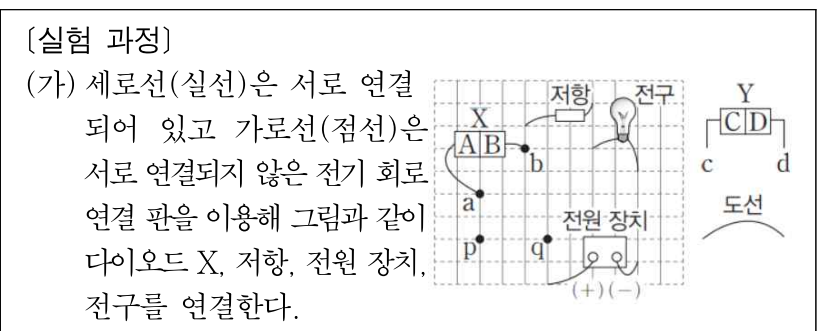 〔실험 과정〕
(가) 세로선(실선)은 서로 연결
되어 있고 가로선(점선)은
서로 연결되지 않은 전기 회로
연결 판을 이용해 그림과 같이
다이오드 X, 저항, 전원 장치,
전구를 연결한다.
저항 전구
X
A B
b
a
p q
전원 장치
(+) (-)
Y
C D
c d
도선